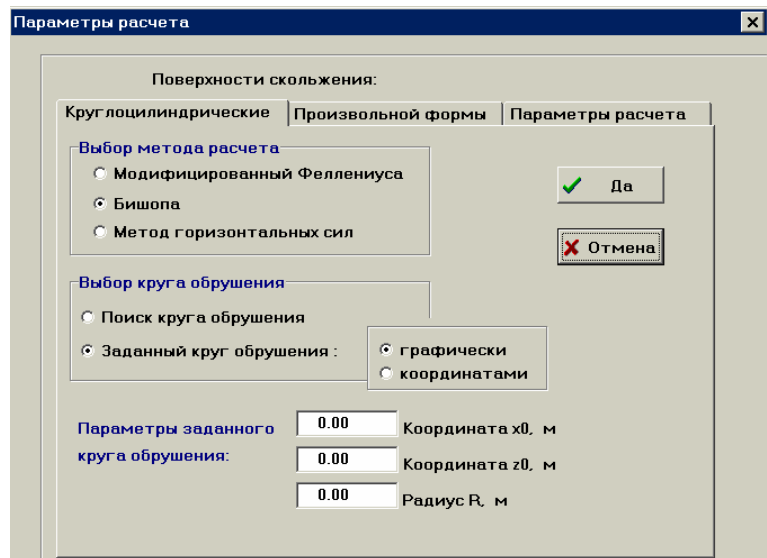 Параметры расчета
Поверхности скольжения:
Круглоцилиндрические
Произвольной формы
Параметры расчета
Выбор метода расчета
Модифицированный Феллениуса
Бишопа
Метод горизонтальных сил
Да
Отмена
Выбор круга обрушения
Поиск круга обрушения
Заданный круг обрушения :
графически
координатами
Параметры заданного
круга обрушения:
0.00 Координата x0, м
0.00 Координата z0, м
0.00 Радиус R, м